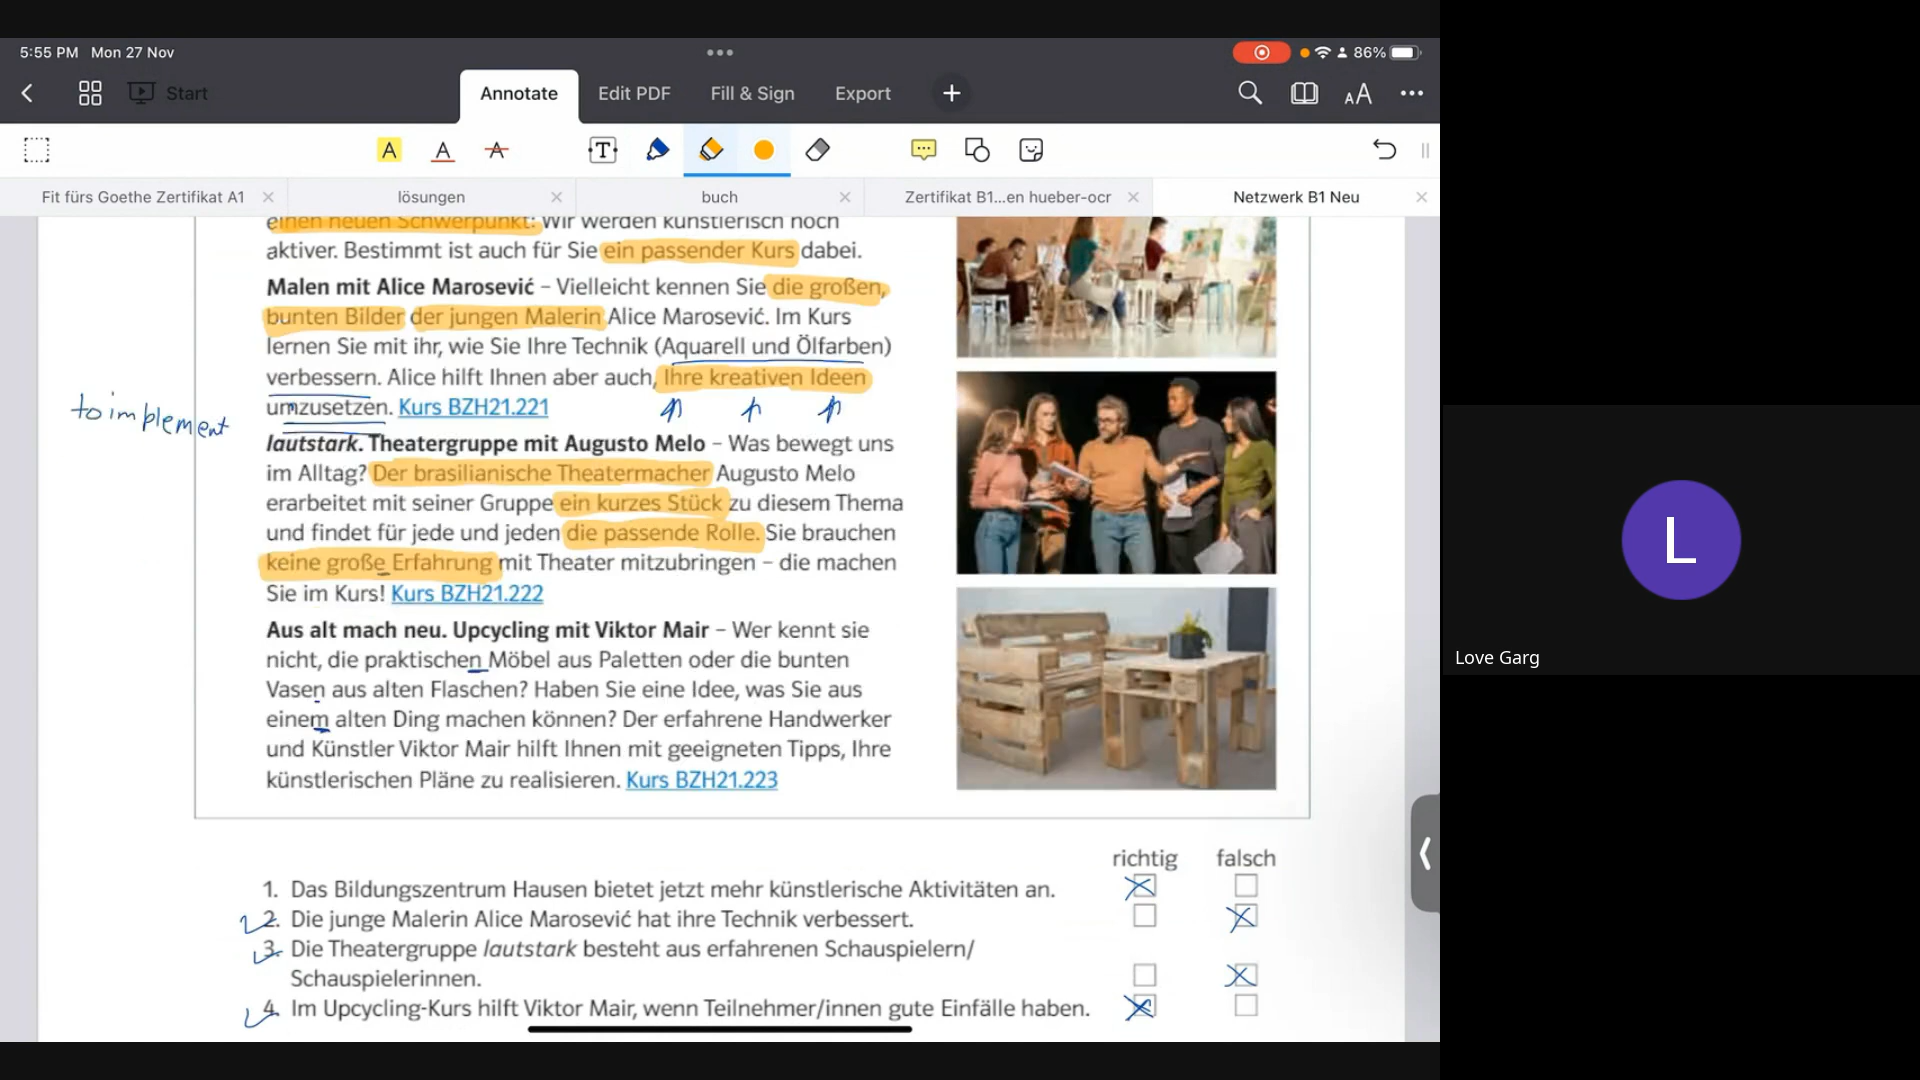 5:55 PM Mon 27 Nov
86%
Start
Annotate
Edit PDF
Fill & Sign
Export
Fit fürs Goethe Zertifikat A1
lösungen
buch
Zertifikat B1...en hueber-ocr
Netzwerk B1 Neu
einen neuen Schwerpunkt: Wir werden künstlerisch noch
aktiver. Bestimmt ist auch für Sie ein passender Kurs dabei.
Malen mit Alice Marosević – Vielleicht kennen Sie die großen,
bunten Bilder der jungen Malerin Alice Marosević. Im Kurs
lernen Sie mit ihr, wie Sie Ihre Technik (Aquarell und Ölfarben)
verbessern. Alice hilft Ihnen aber auch, Ihre kreativen Ideen
umzusetzen. Kurs BZH21.221
to implement
lautstark. Theatergruppe mit Augusto Melo – Was bewegt uns
im Alltag? Der brasilianische Theatermacher Augusto Melo
erarbeitet mit seiner Gruppe ein kurzes Stück zu diesem Thema
und findet für jede und jeden die passende Rolle. Sie brauchen
keine große Erfahrung mit Theater mitzubringen – die machen
Sie im Kurs! Kurs BZH21.222
Aus alt mach neu. Upcycling mit Viktor Mair – Wer kennt sie
nicht, die praktischen Möbel aus Paletten oder die bunten
Vasen aus alten Flaschen? Haben Sie eine Idee, was Sie aus
einem alten Ding machen können? Der erfahrene Handwerker
und Künstler Viktor Mair hilft Ihnen mit geeigneten Tipps, Ihre
künstlerischen Pläne zu realisieren. Kurs BZH21.223
richtig falsch
1. Das Bildungszentrum Hausen bietet jetzt mehr künstlerische Aktivitäten an.
2. Die junge Malerin Alice Marosević hat ihre Technik verbessert.
3. Die Theatergruppe lautstark besteht aus erfahrenen Schauspielern/
Schauspielerinnen.
4. Im Upcycling-Kurs hilft Viktor Mair, wenn Teilnehmer/innen gute Einfälle haben.
L
Love Garg